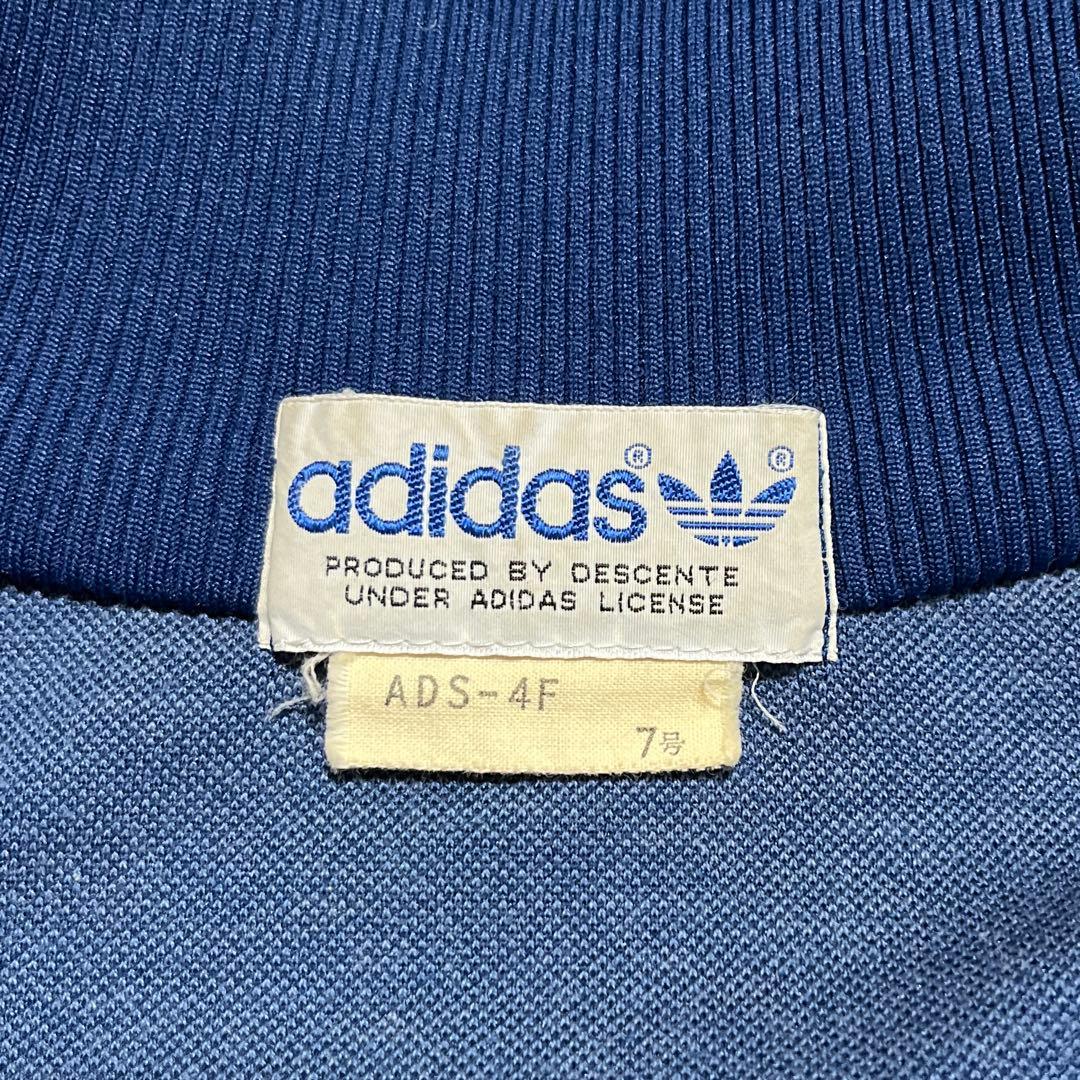 adidas® ®
PRODUCED BY DESCENTE
UNDER ADIDAS LICENSE
ADS-4F
7号